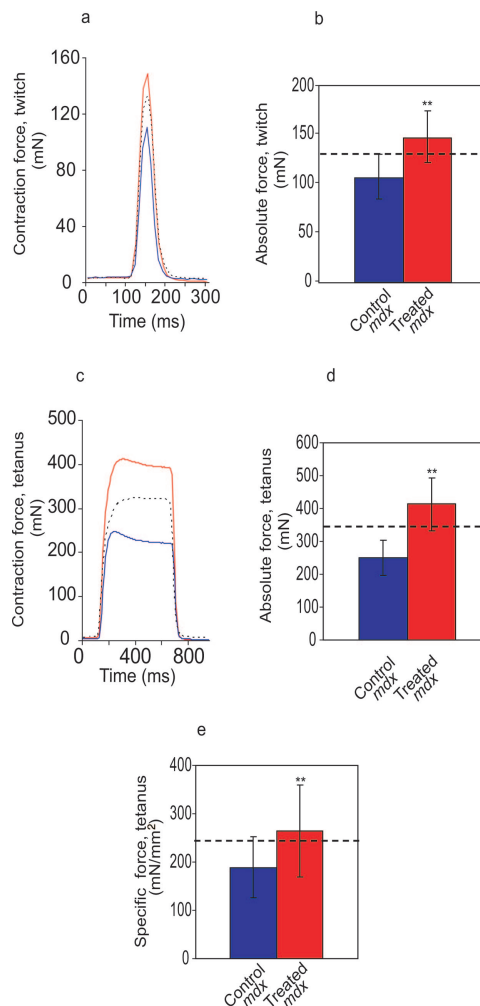 a
Contraction force, twitch
(mN)
160
120
80
40
0
0 100 200 300
Time (ms)
b
Absolute force, twitch
(mN)
200
150
100
50
0
**
Control
mdx
Treated
mdx
c
Contraction force, tetanus
(mN)
500
400
300
200
100
0
0 400 800
Time (ms)
d
Absolute force, tetanus
(mN)
600
500
400
300
200
100
0
**
Control
mdx
Treated
mdx
e
Specific force, tetanus
(mN/mm²)
400
300
200
100
0
**
Control
mdx
Treated
mdx